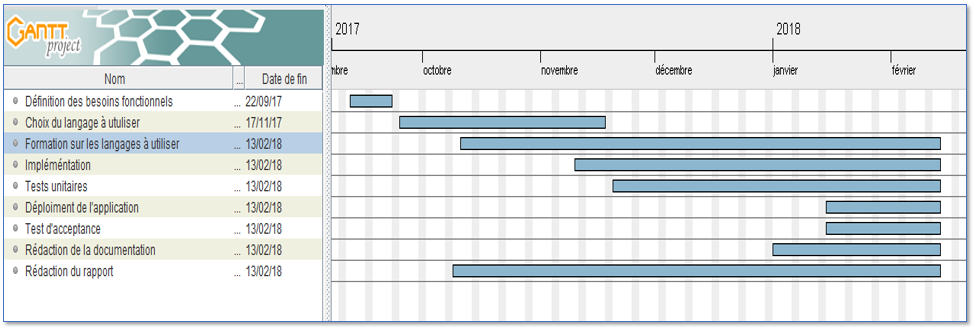 GANTT
project
2017
2018
Nom
...
Date de fin
mbre
octobre
novembre
décembre
janvier
février
Définition des besoins fonctionnels ... 22/09/17
Choix du langage à utuliser ... 17/11/17
Formation sur les langages à utiliser ... 13/02/18
Impléméntation ... 13/02/18
Tests unitaires ... 13/02/18
Déploiment de l'application ... 13/02/18
Test d'acceptance ... 13/02/18
Rédaction de la documentation ... 13/02/18
Rédaction du rapport ... 13/02/18